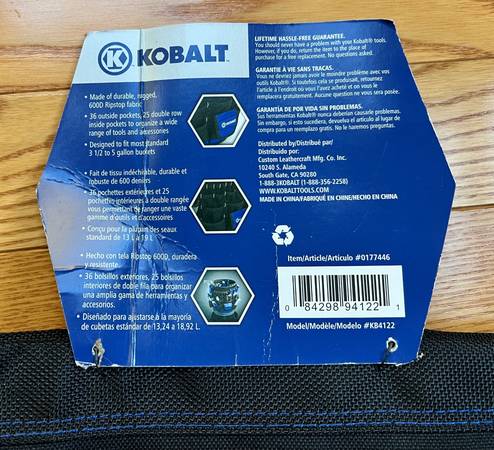 KOBALT
• Made of durable, rugged,
600D Ripstop fabric
• 36 outside pockets, 25 double row
inside pockets to organize a wide
range of tools and accessories
• Designed to fit most standard
3 1/2 to 5 gallon buckets
• Fait de tissu indéchirable, durable et
robuste de 600 deniers
• 36 pochettes extérieures et 25
pochettes intérieures à double rangée
vous permettent de ranger une vaste
gamme d'outils et d'accessoires
• Conçu pour la plupart des seaux
standard de 13 L à 19 L
• Hecho con tela Ripstop 600D, duradera
y resistente.
• 36 bolsillos exteriores, 25 bolsillos
interiores de doble fila para organizar
una amplia gama de herramientas y
accesorios.
• Diseñado para ajustarse a la mayoría
de cubetas estándar de 13,24 a 18,92 L.
LIFETIME HASSLE-FREE GUARANTEE.
You should never have a problem with your Kobalt® tools.
However, if you do, return the item to the place of
purchase for a free replacement. No questions asked.
GARANTIE À VIE SANS TRACAS.
Vous ne devriez jamais avoir le moindre problème avec vos
outils Kobalt®. Si toutefois cela se produisait, retournez
l'article à l'endroit où vous l'avez acheté et on vous le
remplacera gratuitement. Aucune question ne vous sera posée.
GARANTÍA DE POR VIDA SIN PROBLEMAS.
Sus herramientas Kobalt® nunca deberían causarle problemas.
Sin embargo, si esto sucediera, devuelva el artículo al lugar de
compra para un reemplazo gratis. No le haremos preguntas.
Distributed by/Distribué par/
Distribuido por:
Custom Leathercraft Mfg. Co. Inc.
10240 S. Alameda
South Gate, CA 90280
1-888-3KOBALT (1-888-356-2258)
WWW.KOBALTTOOLS.COM
MADE IN CHINA/FABRIQUÉ EN CHINE/HECHO EN CHINA
Item/Article/Artículo #0177446
0 84298 94122 1
Model/Modèle/Modelo #KB4122